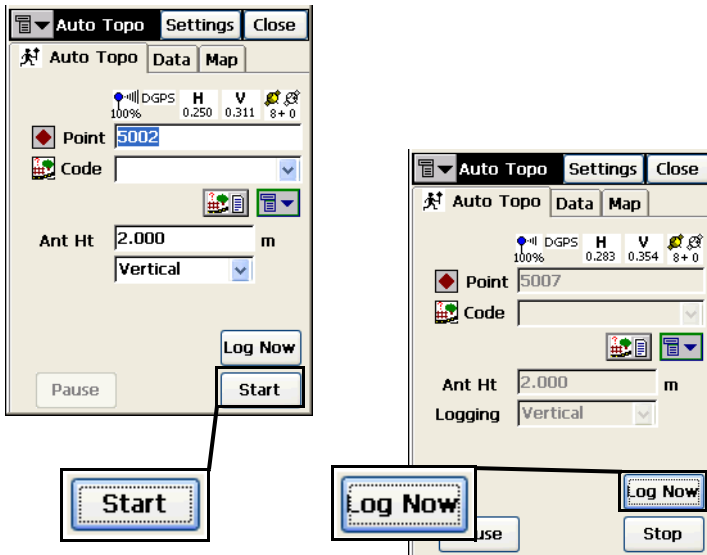 Auto Topo Settings Close
Auto Topo Data Map
DGPS H V
100% 0.250 0.311 8+0
Point 5002
Code
Ant Ht 2.000 m
Vertical
Log Now
Pause Start
Start
Auto Topo Settings Close
Auto Topo Data Map
DGPS H V
100% 0.283 0.354 8+0
Point 5007
Code
Ant Ht 2.000 m
Logging Vertical
Log Now
Log Now
use Stop